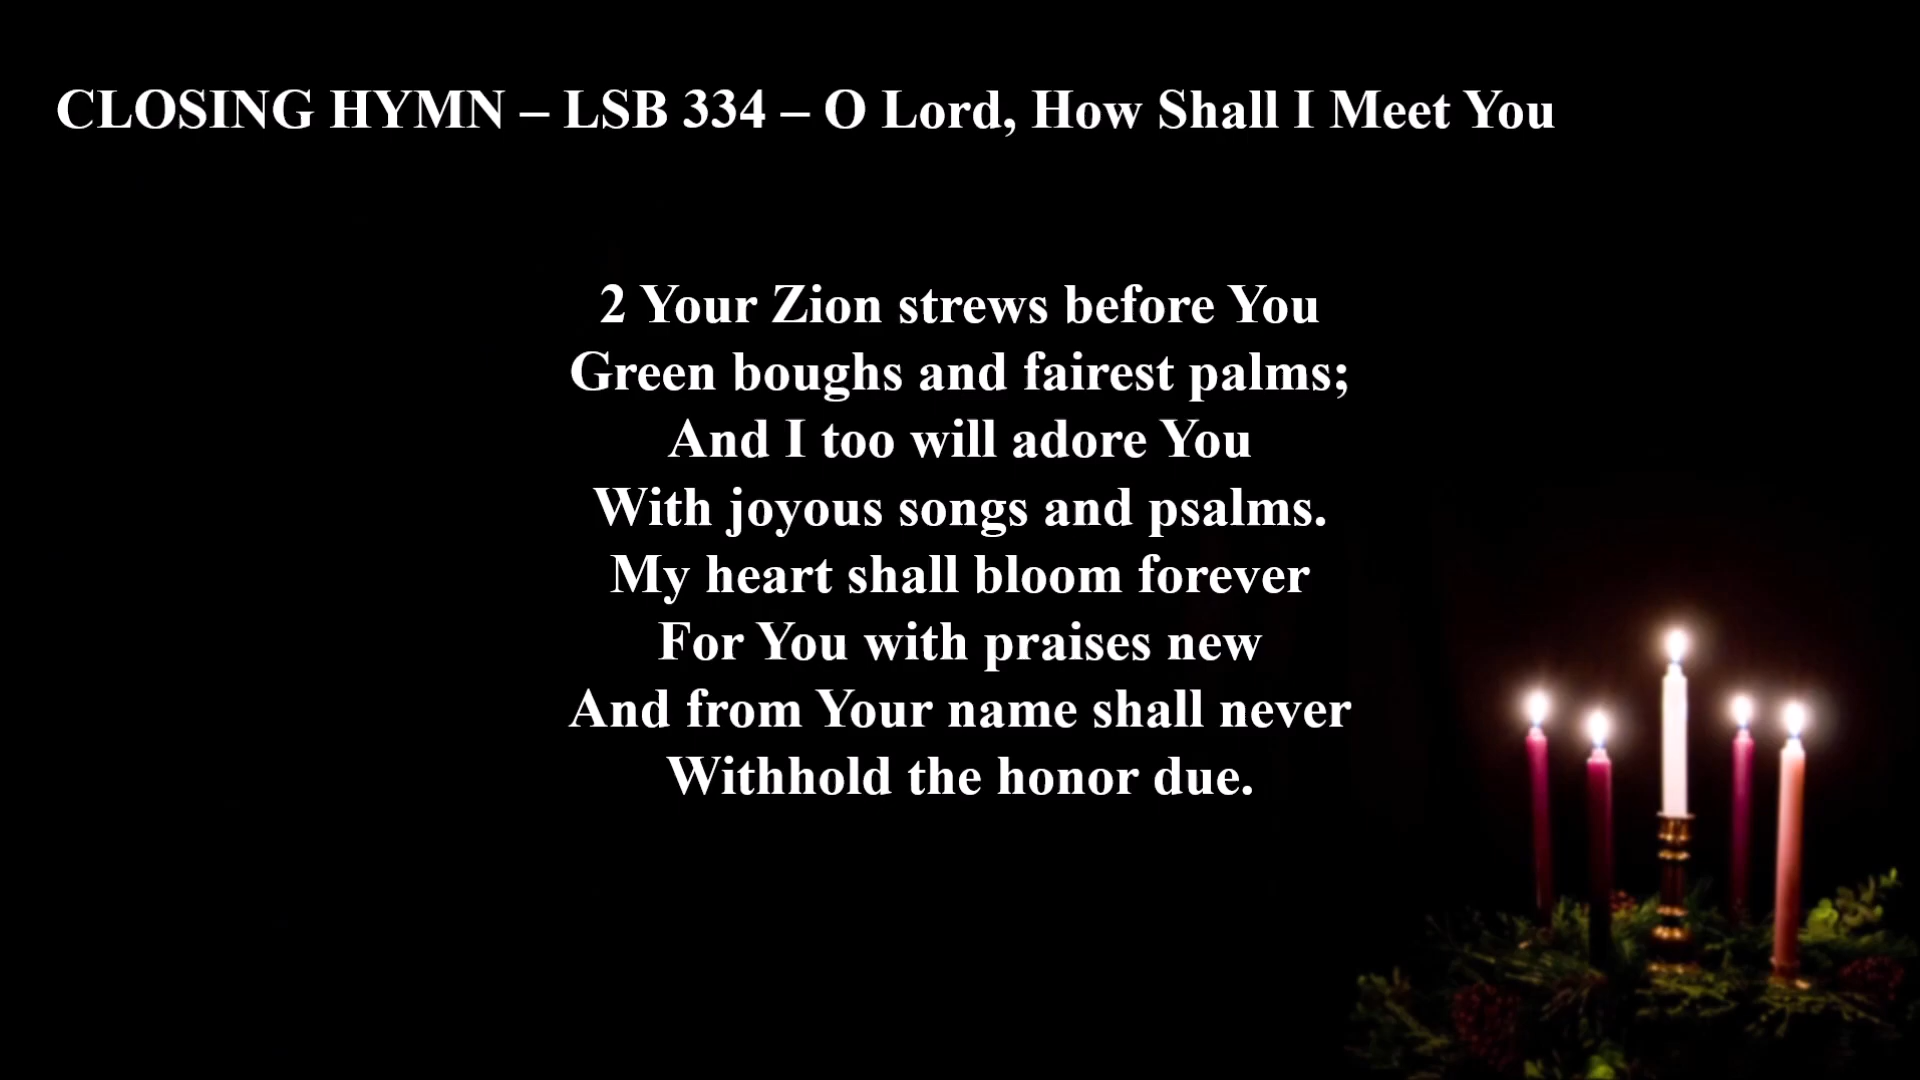 CLOSING HYMN – LSB 334 – O Lord, How Shall I Meet You
2 Your Zion strews before You
Green boughs and fairest palms;
And I too will adore You
With joyous songs and psalms.
My heart shall bloom forever
For You with praises new
And from Your name shall never
Withhold the honor due.